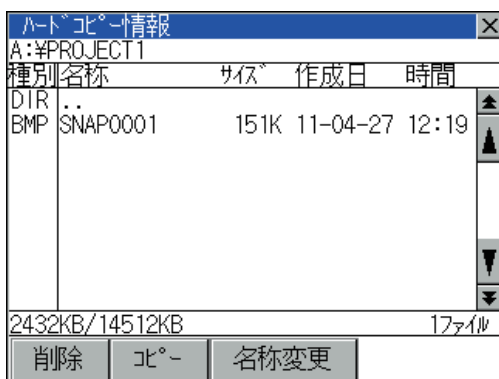 ﾊｰﾄﾞｺﾋﾟｰ情報 ×
A:¥PROJECT1
種別 名称 ｻｲｽﾞ 作成日 時間
DIR ..
BMP SNAP0001 151K 11-04-27 12:19
2432KB/14512KB 1ﾌｧｲﾙ
削除 ｺﾋﾟｰ 名称変更